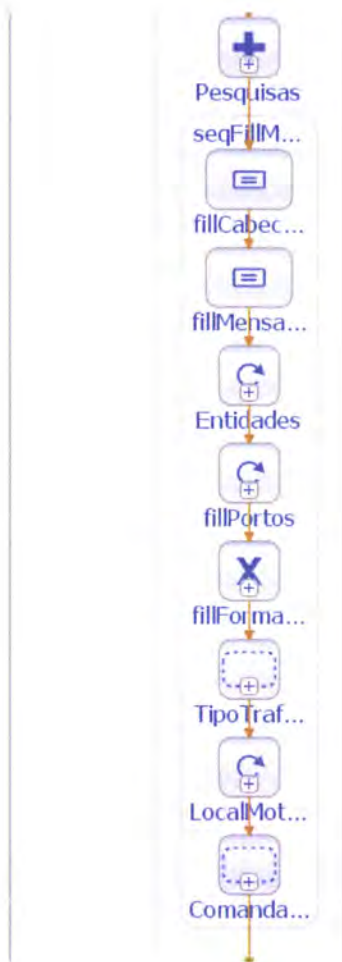 Pesquisas
seqFillM...
fillCabec...
fillMensa...
Entidades
fillPortos
fillForma...
TipoTraf...
LocalMot...
Comanda...